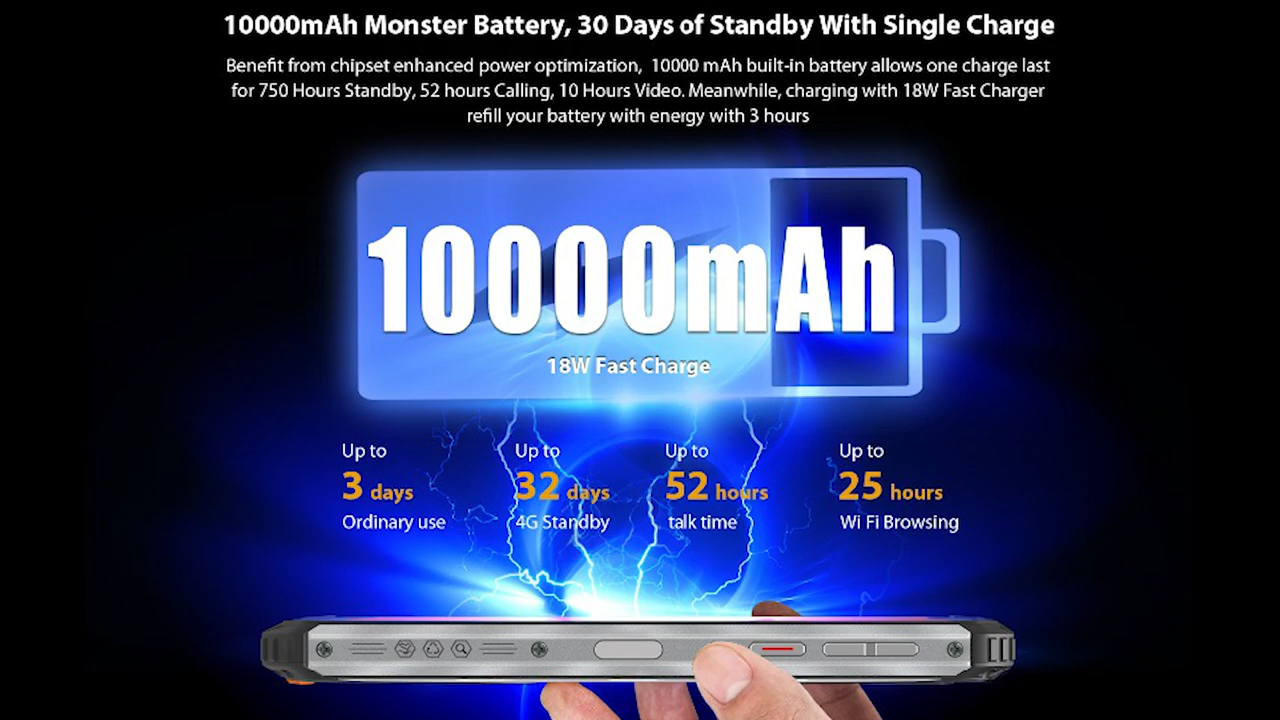 10000mAh Monster Battery, 30 Days of Standby With Single Charge
Benefit from chipset enhanced power optimization, 10000 mAh built-in battery allows one charge last
for 750 Hours Standby, 52 hours Calling, 10 Hours Video. Meanwhile, charging with 18W Fast Charger
refill your battery with energy with 3 hours
10000mAh
18W Fast Charge
Up to
3 days
Ordinary use
Up to
32 days
4G Standby
Up to
52 hours
talk time
Up to
25 hours
Wi Fi Browsing